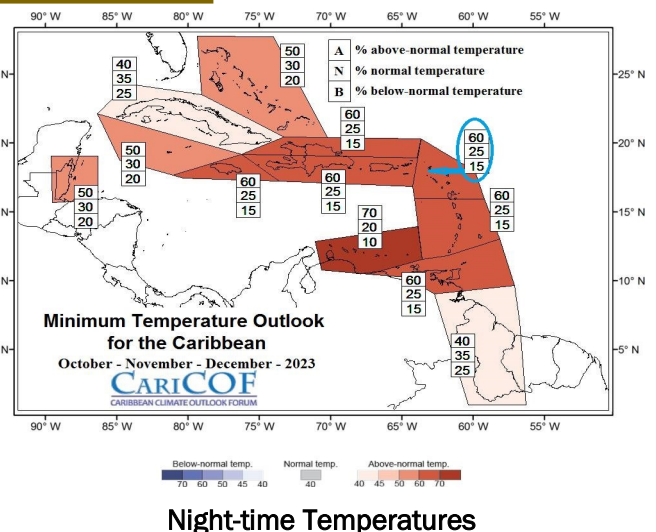 90° W 85° W 80° W 75° W 70° W 65° W 60° W 55° W
A % above-normal temperature
N % normal temperature
B % below-normal temperature
40
35
25
50
30
20
N
25° N
60
25
15
60
25
15
N
20° N
50
30
20
60
25
15
60
25
15
50
30
20
60
25
15
N
15° N
70
20
10
60
25
15
N
10° N
40
35
25
N
5° N
Minimum Temperature Outlook
for the Caribbean
October - November - December - 2023
CARICOF
CARIBBEAN CLIMATE OUTLOOK FORUM
90° W 85° W 80° W 75° W 70° W 65° W 60° W 55° W
Below-normal temp. Normal temp. Above-normal temp.
70 60 50 45 40 40 40 45 50 60 70
Night-time Temperatures